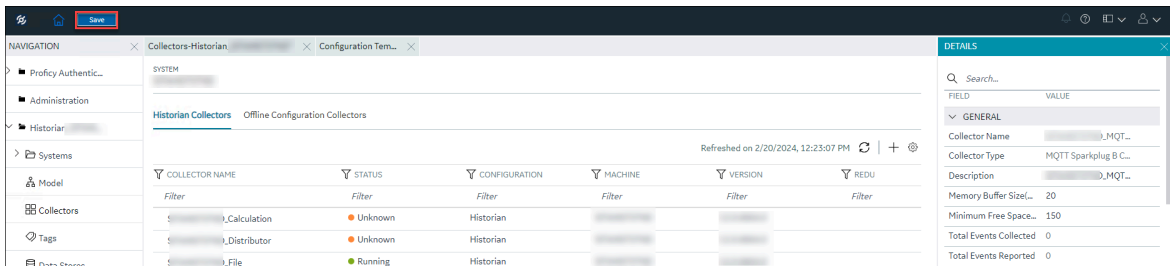 Save
NAVIGATION
Collectors-Historian
Configuration Tem...
DETAILS
Proficy Authentic...
Administration
Historian
Systems
Model
Collectors
Tags
Data Stores
SYSTEM
Historian Collectors Offline Configuration Collectors
Refreshed on 2/20/2024, 12:23:07 PM
COLLECTOR NAME STATUS CONFIGURATION MACHINE VERSION REDU
Filter Filter Filter Filter Filter Filter
_Calculation Unknown Historian
_Distributor Unknown Historian
_File Running Historian
Search...
FIELD VALUE
GENERAL
Collector Name _MQT...
Collector Type MQTT Sparkplug B C...
Description _MQT...
Memory Buffer Size(... 20
Minimum Free Space... 150
Total Events Collected 0
Total Events Reported 0